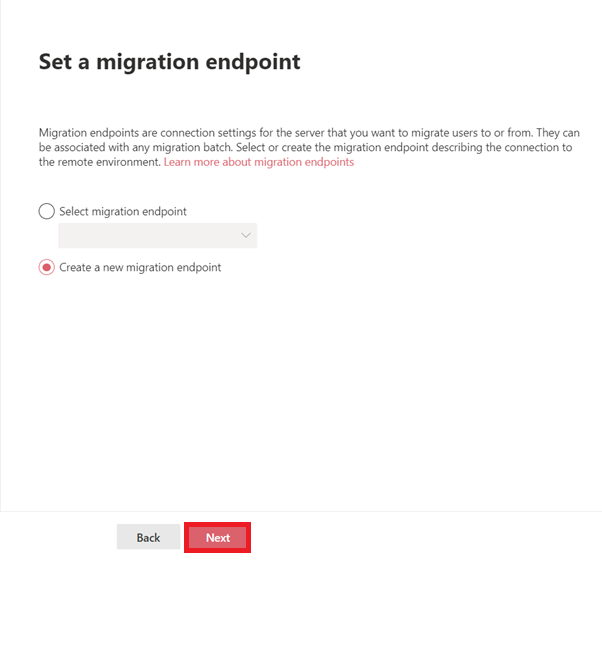 Set a migration endpoint
Migration endpoints are connection settings for the server that you want to migrate users to or from. They can
be associated with any migration batch. Select or create the migration endpoint describing the connection to
the remote environment. Learn more about migration endpoints
Select migration endpoint
Create a new migration endpoint
Back Next